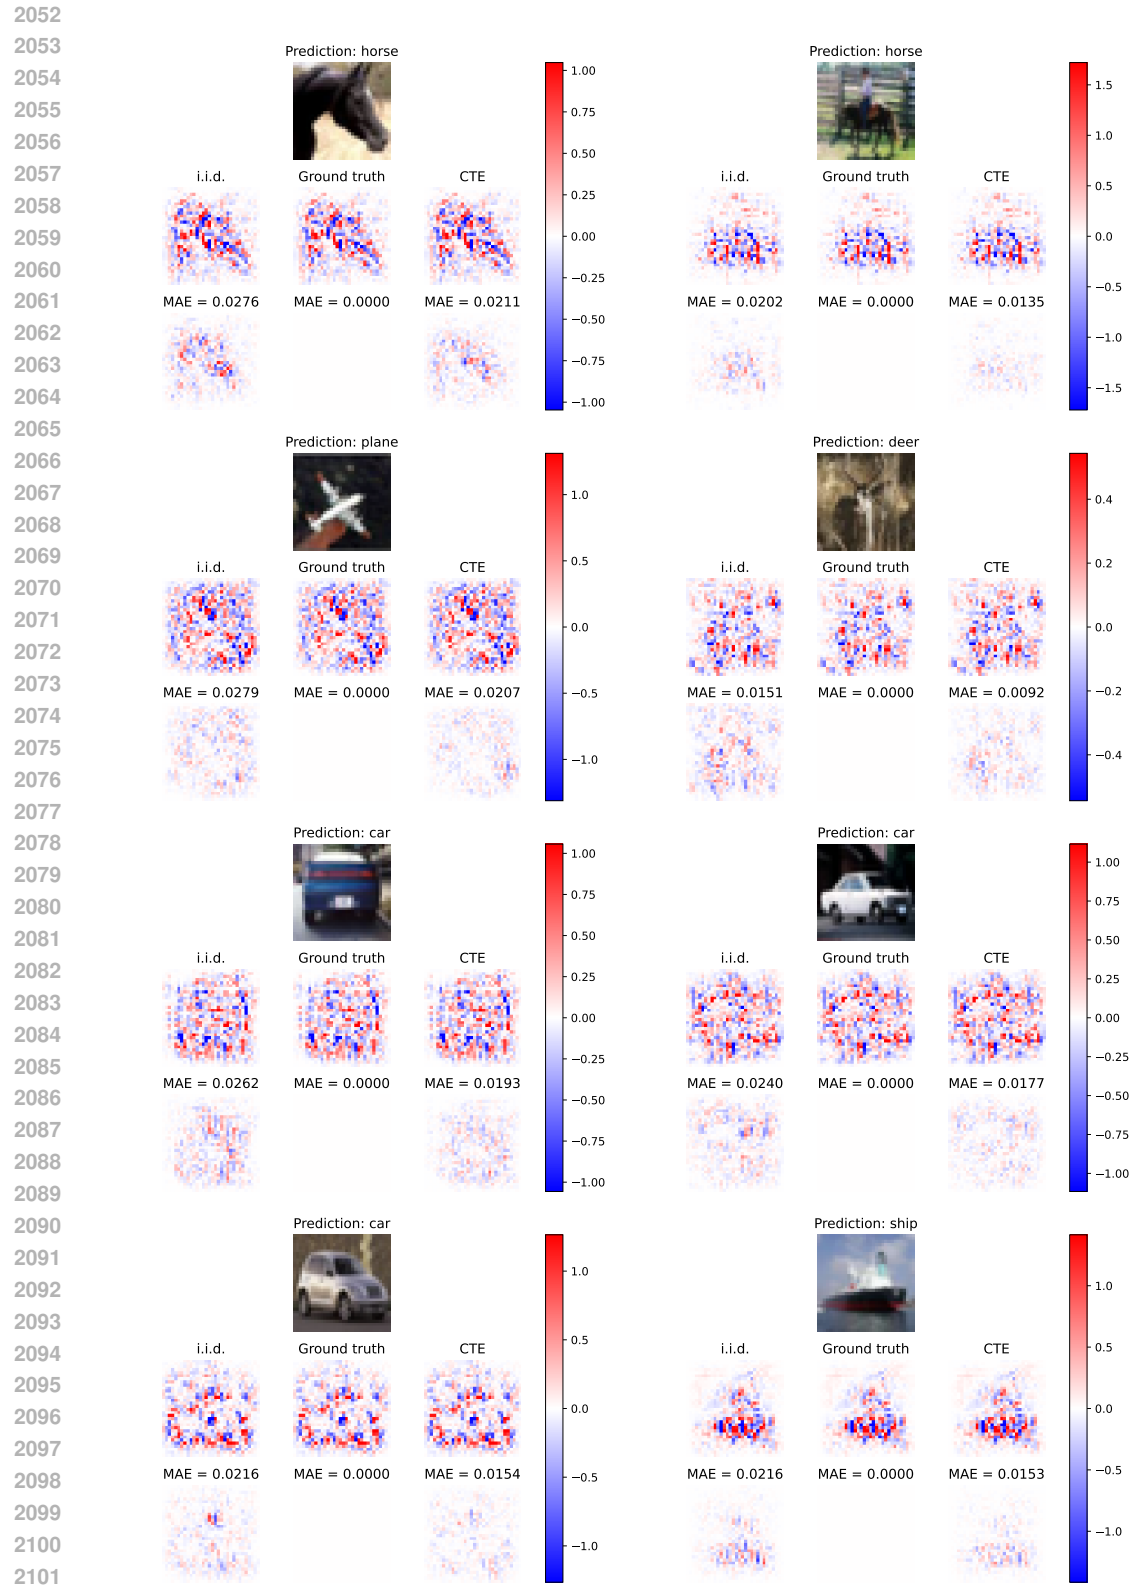 2052
2053
Prediction: horse
Prediction: horse
2054
2055
2056
2057
i.i.d.
Ground truth
CTE
1.00
0.75
0.50
0.25
0.00
−0.25
−0.50
−0.75
−1.00
i.i.d.
Ground truth
CTE
1.5
1.0
0.5
0.0
−0.5
−1.0
−1.5
2058
2059
2060
2061
MAE = 0.0276
MAE = 0.0000
MAE = 0.0211
MAE = 0.0202
MAE = 0.0000
MAE = 0.0135
2062
2063
2064
2065
Prediction: plane
Prediction: deer
2066
2067
2068
2069
i.i.d.
Ground truth
CTE
1.0
0.5
0.0
−0.5
−1.0
i.i.d.
Ground truth
CTE
0.4
0.2
0.0
−0.2
−0.4
2070
2071
2072
2073
MAE = 0.0279
MAE = 0.0000
MAE = 0.0207
MAE = 0.0151
MAE = 0.0000
MAE = 0.0092
2074
2075
2076
2077
2078
Prediction: car
Prediction: car
2079
2080
2081
2082
i.i.d.
Ground truth
CTE
1.00
0.75
0.50
0.25
0.00
−0.25
−0.50
−0.75
−1.00
i.i.d.
Ground truth
CTE
1.00
0.75
0.50
0.25
0.00
−0.25
−0.50
−0.75
−1.00
2083
2084
2085
MAE = 0.0262
MAE = 0.0000
MAE = 0.0193
MAE = 0.0240
MAE = 0.0000
MAE = 0.0177
2086
2087
2088
2089
2090
Prediction: car
Prediction: ship
2091
2092
2093
2094
i.i.d.
Ground truth
CTE
1.0
0.5
0.0
−0.5
−1.0
i.i.d.
Ground truth
CTE
1.0
0.5
0.0
−0.5
−1.0
2095
2096
2097
2098
MAE = 0.0216
MAE = 0.0000
MAE = 0.0154
MAE = 0.0216
MAE = 0.0000
MAE = 0.0153
2099
2100
2101